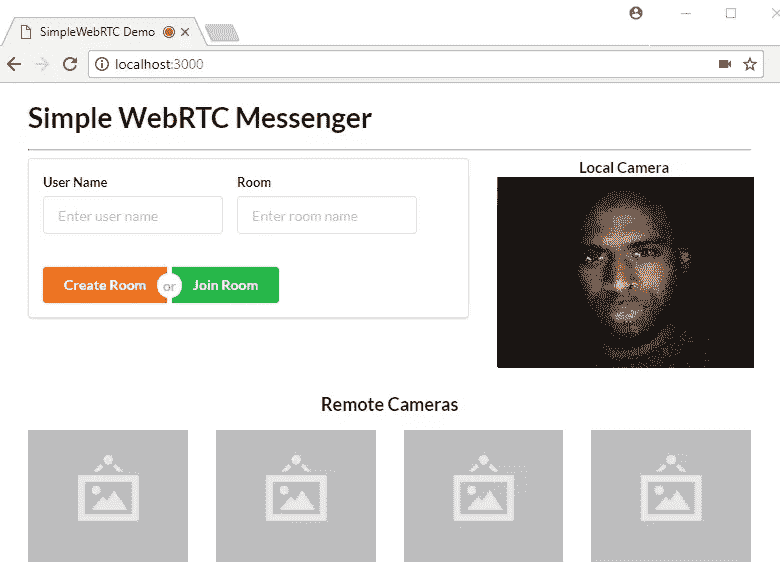 SimpleWebRTC Demo
localhost:3000
Simple WebRTC Messenger
User Name
Room
Local Camera
Enter user name
Enter room name
Create Room
or
Join Room
Remote Cameras